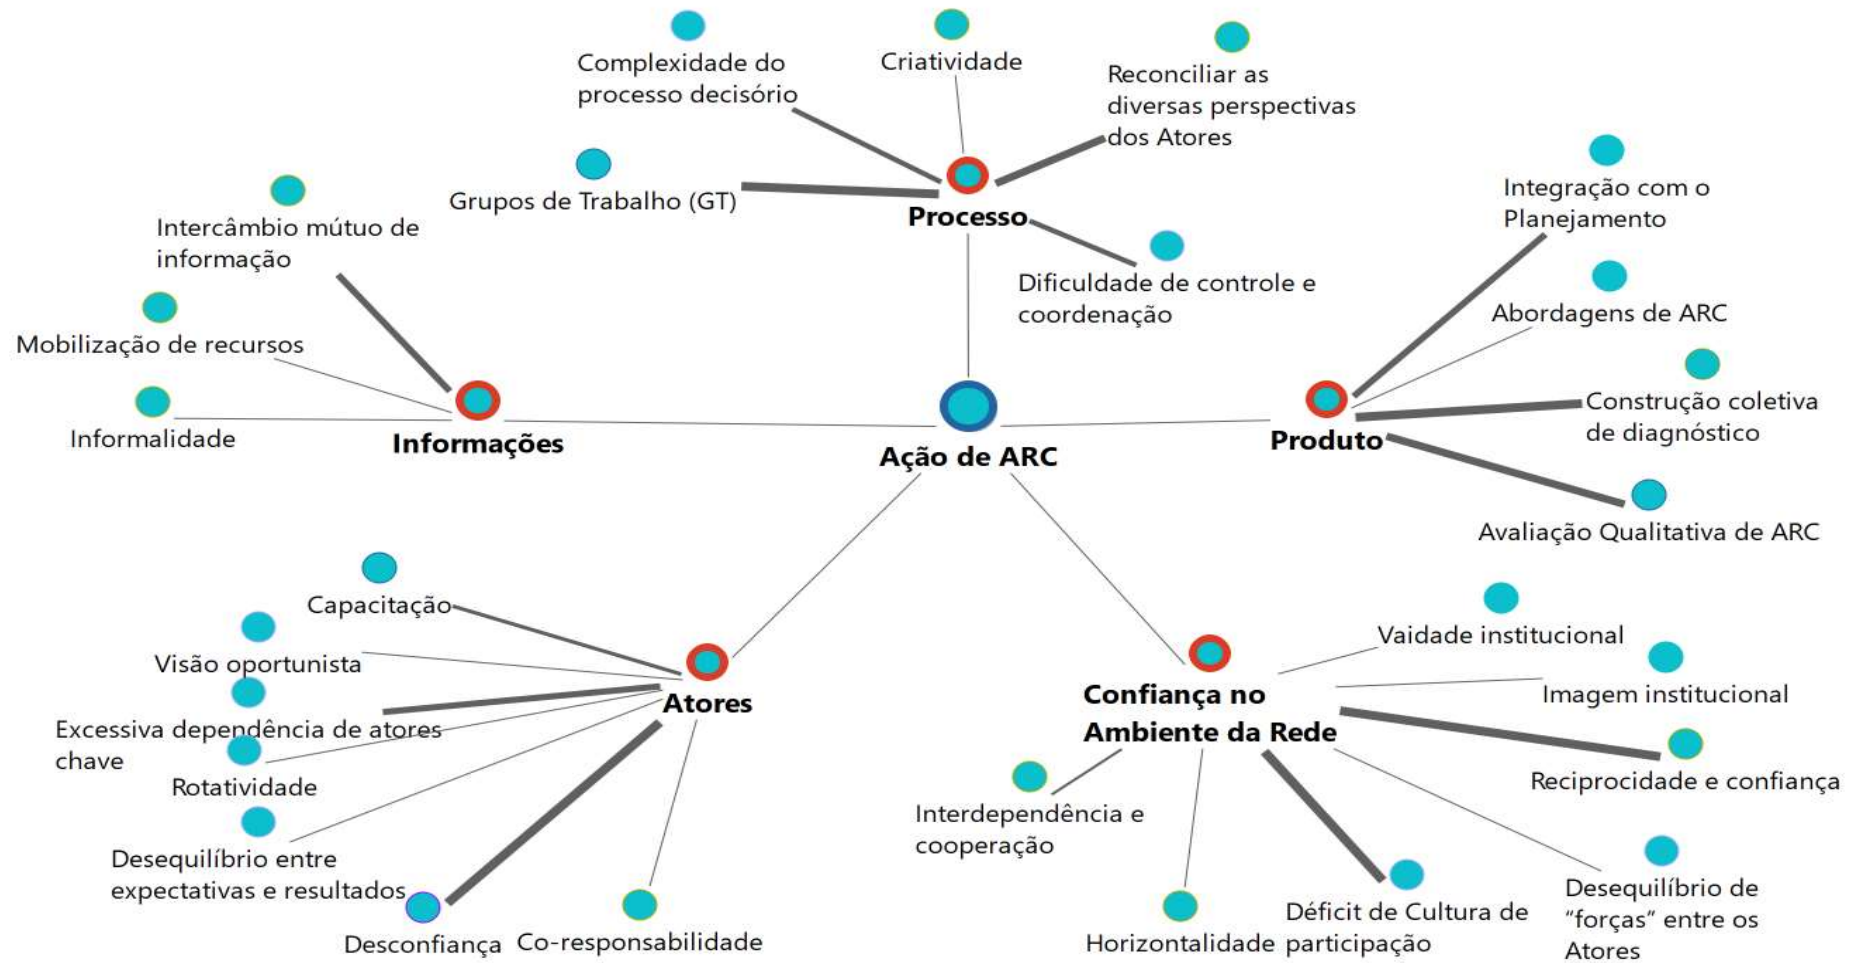 Complexidade do
processo decisório
Criatividade
Reconciliar as
diversas perspectivas
dos Atores
Grupos de Trabalho (GT)
Processo
Dificuldade de controle e
coordenação
Intercâmbio mútuo de
informação
Mobilização de recursos
Informalidade
Informações
Ação de ARC
Integração com o
Planejamento
Abordagens de ARC
Construção coletiva
de diagnóstico
Produto
Avaliação Qualitativa de ARC
Capacitação
Visão oportunista
Excessiva dependência de atores
chave
Rotatividade
Desequilíbrio entre
expectativas e resultados
Desconfiança
Co-responsabilidade
Atores
Confiança no
Ambiente da Rede
Vaidade institucional
Imagem institucional
Reciprocidade e confiança
Interdependência e
cooperação
Horizontalidade
Déficit de Cultura de
participação
Desequilíbrio de
“forças” entre os
Atores